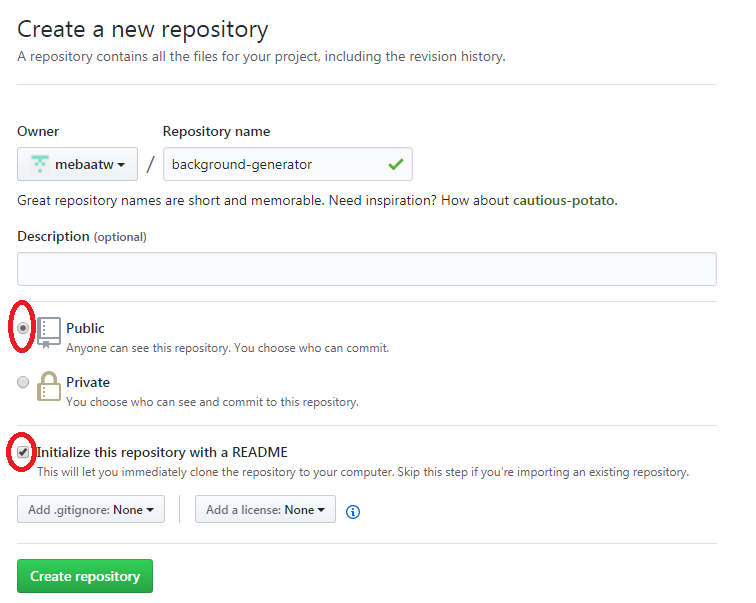 Create a new repository
A repository contains all the files for your project, including the revision history.
Owner Repository name
mebaatw / background-generator
Great repository names are short and memorable. Need inspiration? How about cautious-potato.
Description (optional)
Public
Anyone can see this repository. You choose who can commit.
Private
You choose who can see and commit to this repository.
Initialize this repository with a README
This will let you immediately clone the repository to your computer. Skip this step if you’re importing an existing repository.
Add .gitignore: None Add a license: None
Create repository